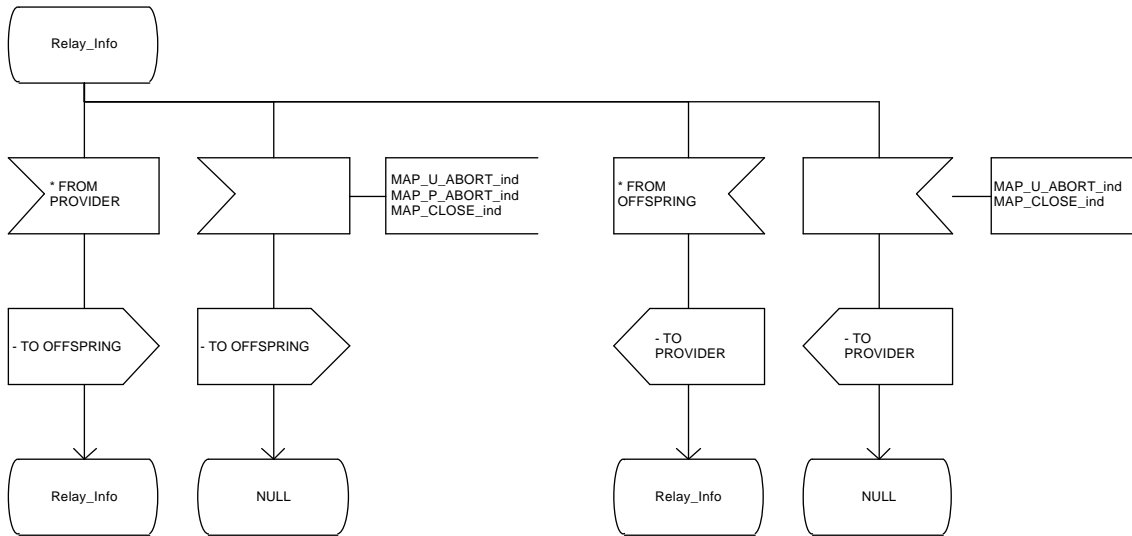 Relay_Info
* FROM
PROVIDER
MAP_U_ABORT_ind
MAP_P_ABORT_ind
MAP_CLOSE_ind
* FROM
OFFSPRING
MAP_U_ABORT_ind
MAP_CLOSE_ind
- TO OFFSPRING
- TO OFFSPRING
- TO
PROVIDER
- TO
PROVIDER
Relay_Info
NULL
Relay_Info
NULL